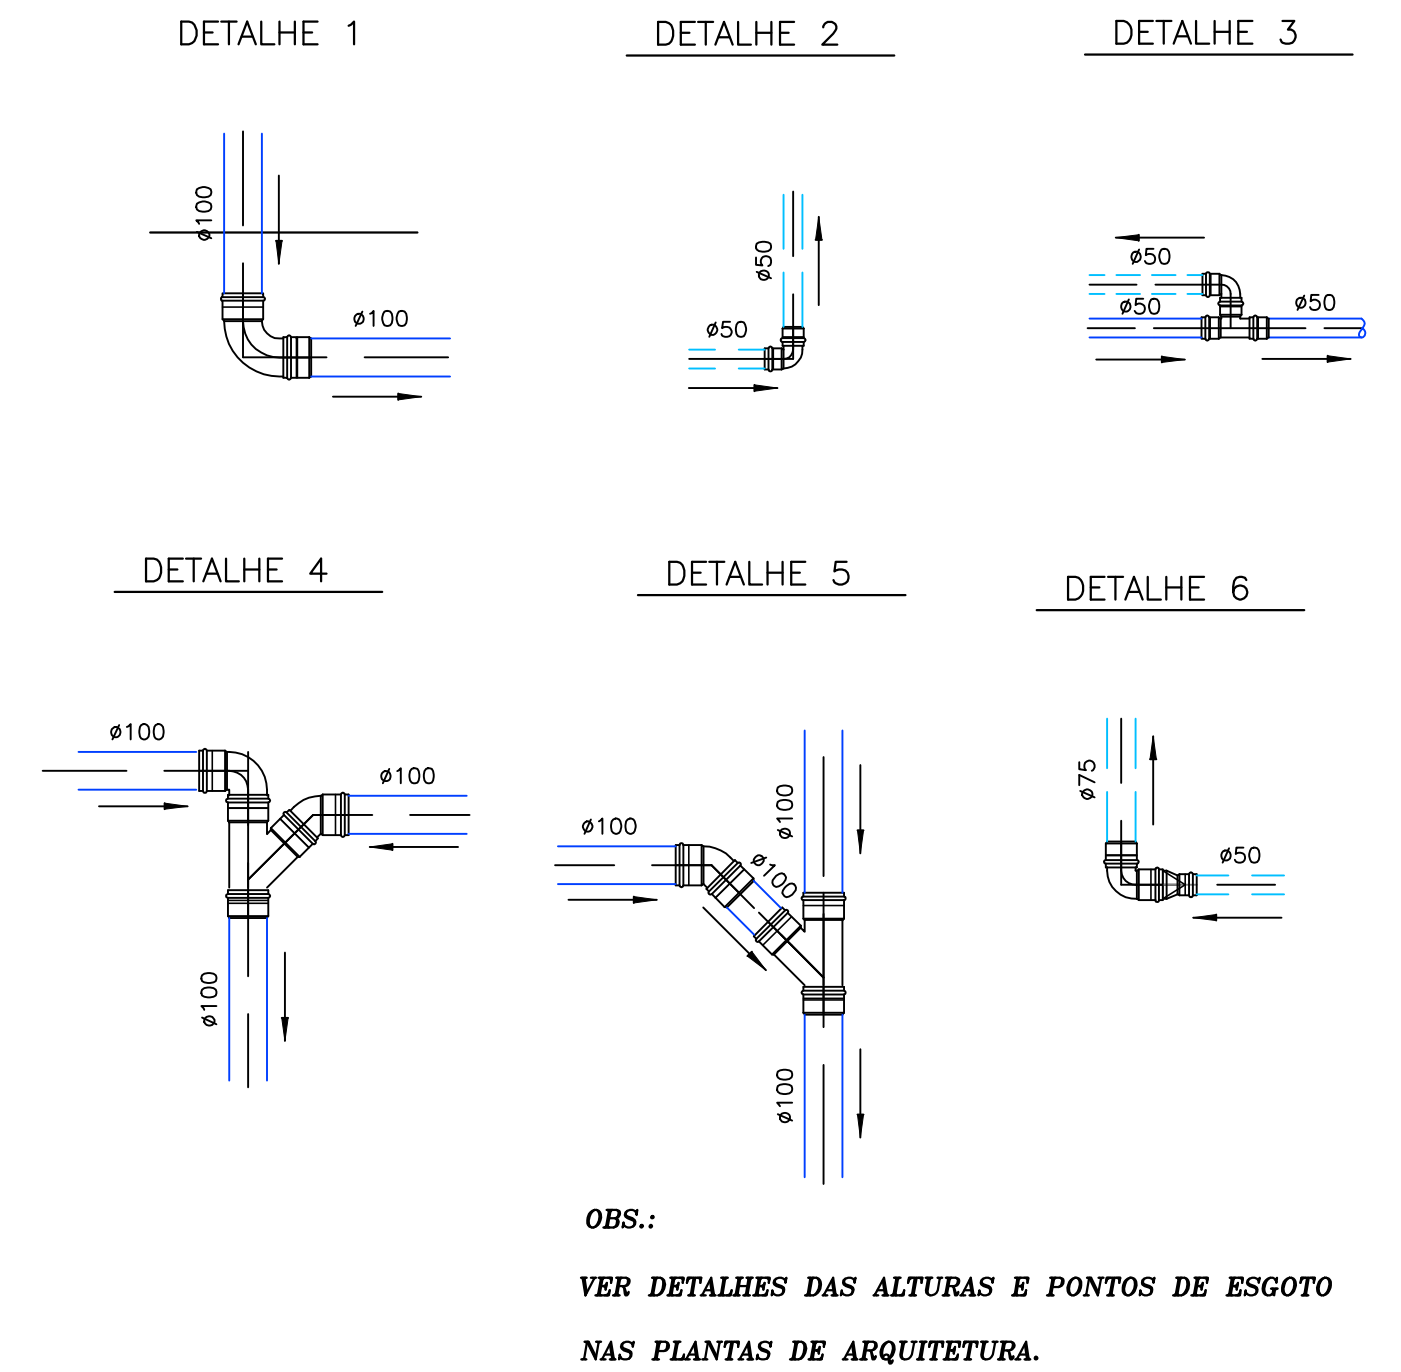 DETALHE 1
DETALHE 2
DETALHE 3
ø100
ø100
ø50
ø50
ø50
ø50
ø50
DETALHE 4
DETALHE 5
DETALHE 6
ø100
ø100
ø100
ø100
ø100
ø100
ø100
ø75
ø50
OBS.:
VER DETALHES DAS ALTURAS E PONTOS DE ESGOTO
NAS PLANTAS DE ARQUITETURA.